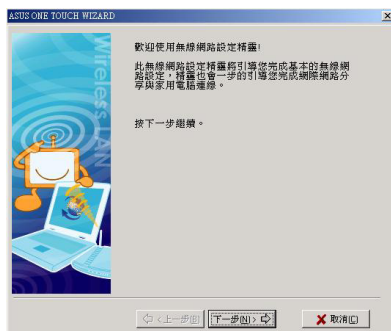 ASUS ONE TOUCH WIZARD
Wireless LAN
歡迎使用無線網路設定精靈!
此無線網路設定精靈將引導您完成基本的無線網
路設定，精靈也會一步的引導您完成網際網路分
享與家用電腦連線。
按下一步繼續。
<上一步(B)
下一步(N)>
取消(C)